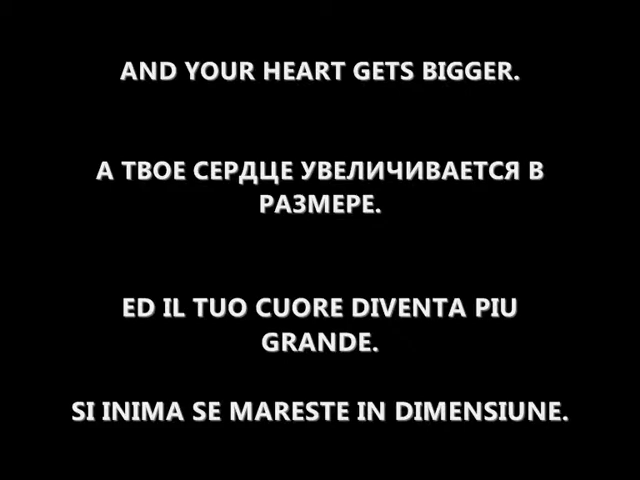 AND YOUR HEART GETS BIGGER.
А ТВОЕ СЕРДЦЕ УВЕЛИЧИВАЕТСЯ В
РАЗМЕРЕ.
ED IL TUO CUORE DIVENTA PIU
GRANDE.
SI INIMA SE MARESTE IN DIMENSIUNE.